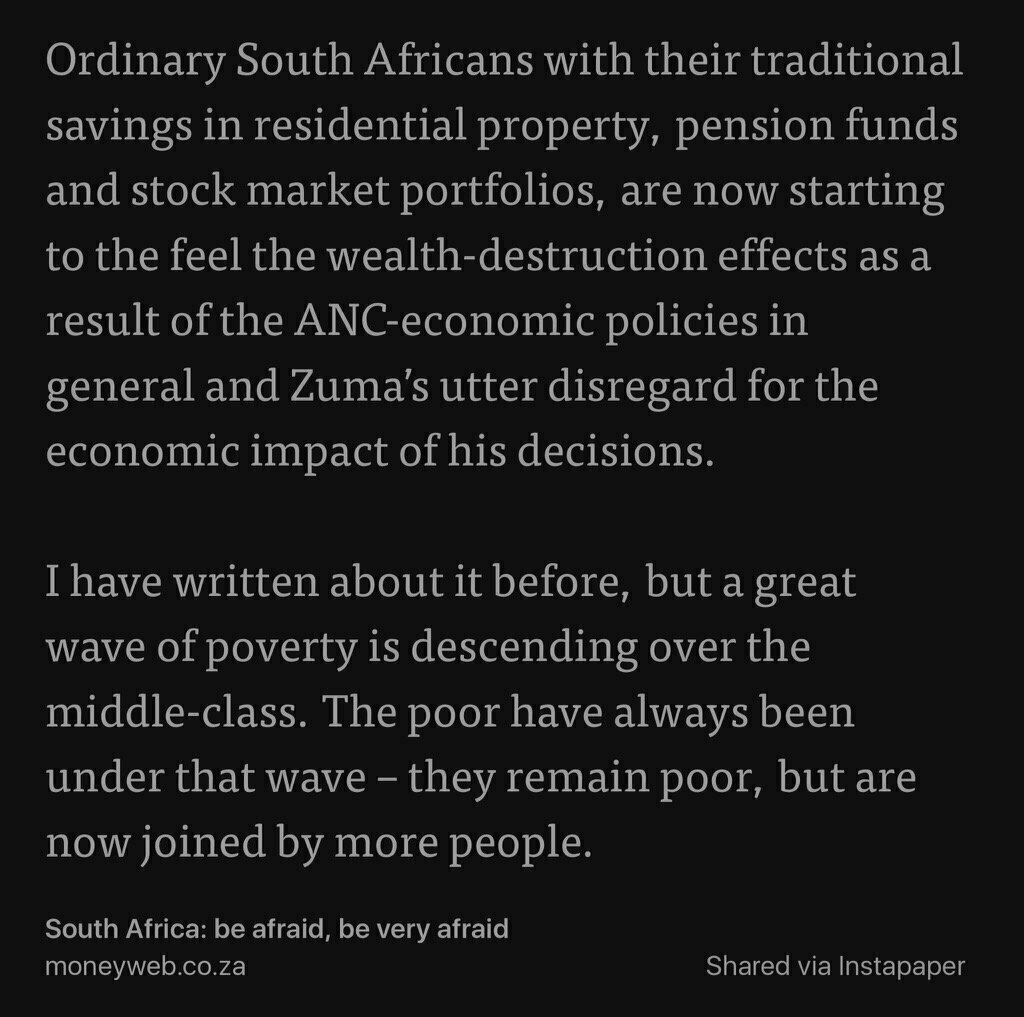 Ordinary South Africans with their traditional
savings in residential property, pension funds
and stock market portfolios, are now starting
to the feel the wealth-destruction effects as a
result of the ANC-economic policies in
general and Zuma’s utter disregard for the
economic impact of his decisions.
I have written about it before, but a great
wave of poverty is descending over the
middle-class. The poor have always been
under that wave – they remain poor, but are
now joined by more people.
South Africa: be afraid, be very afraid
moneyweb.co.za
Shared via Instapaper